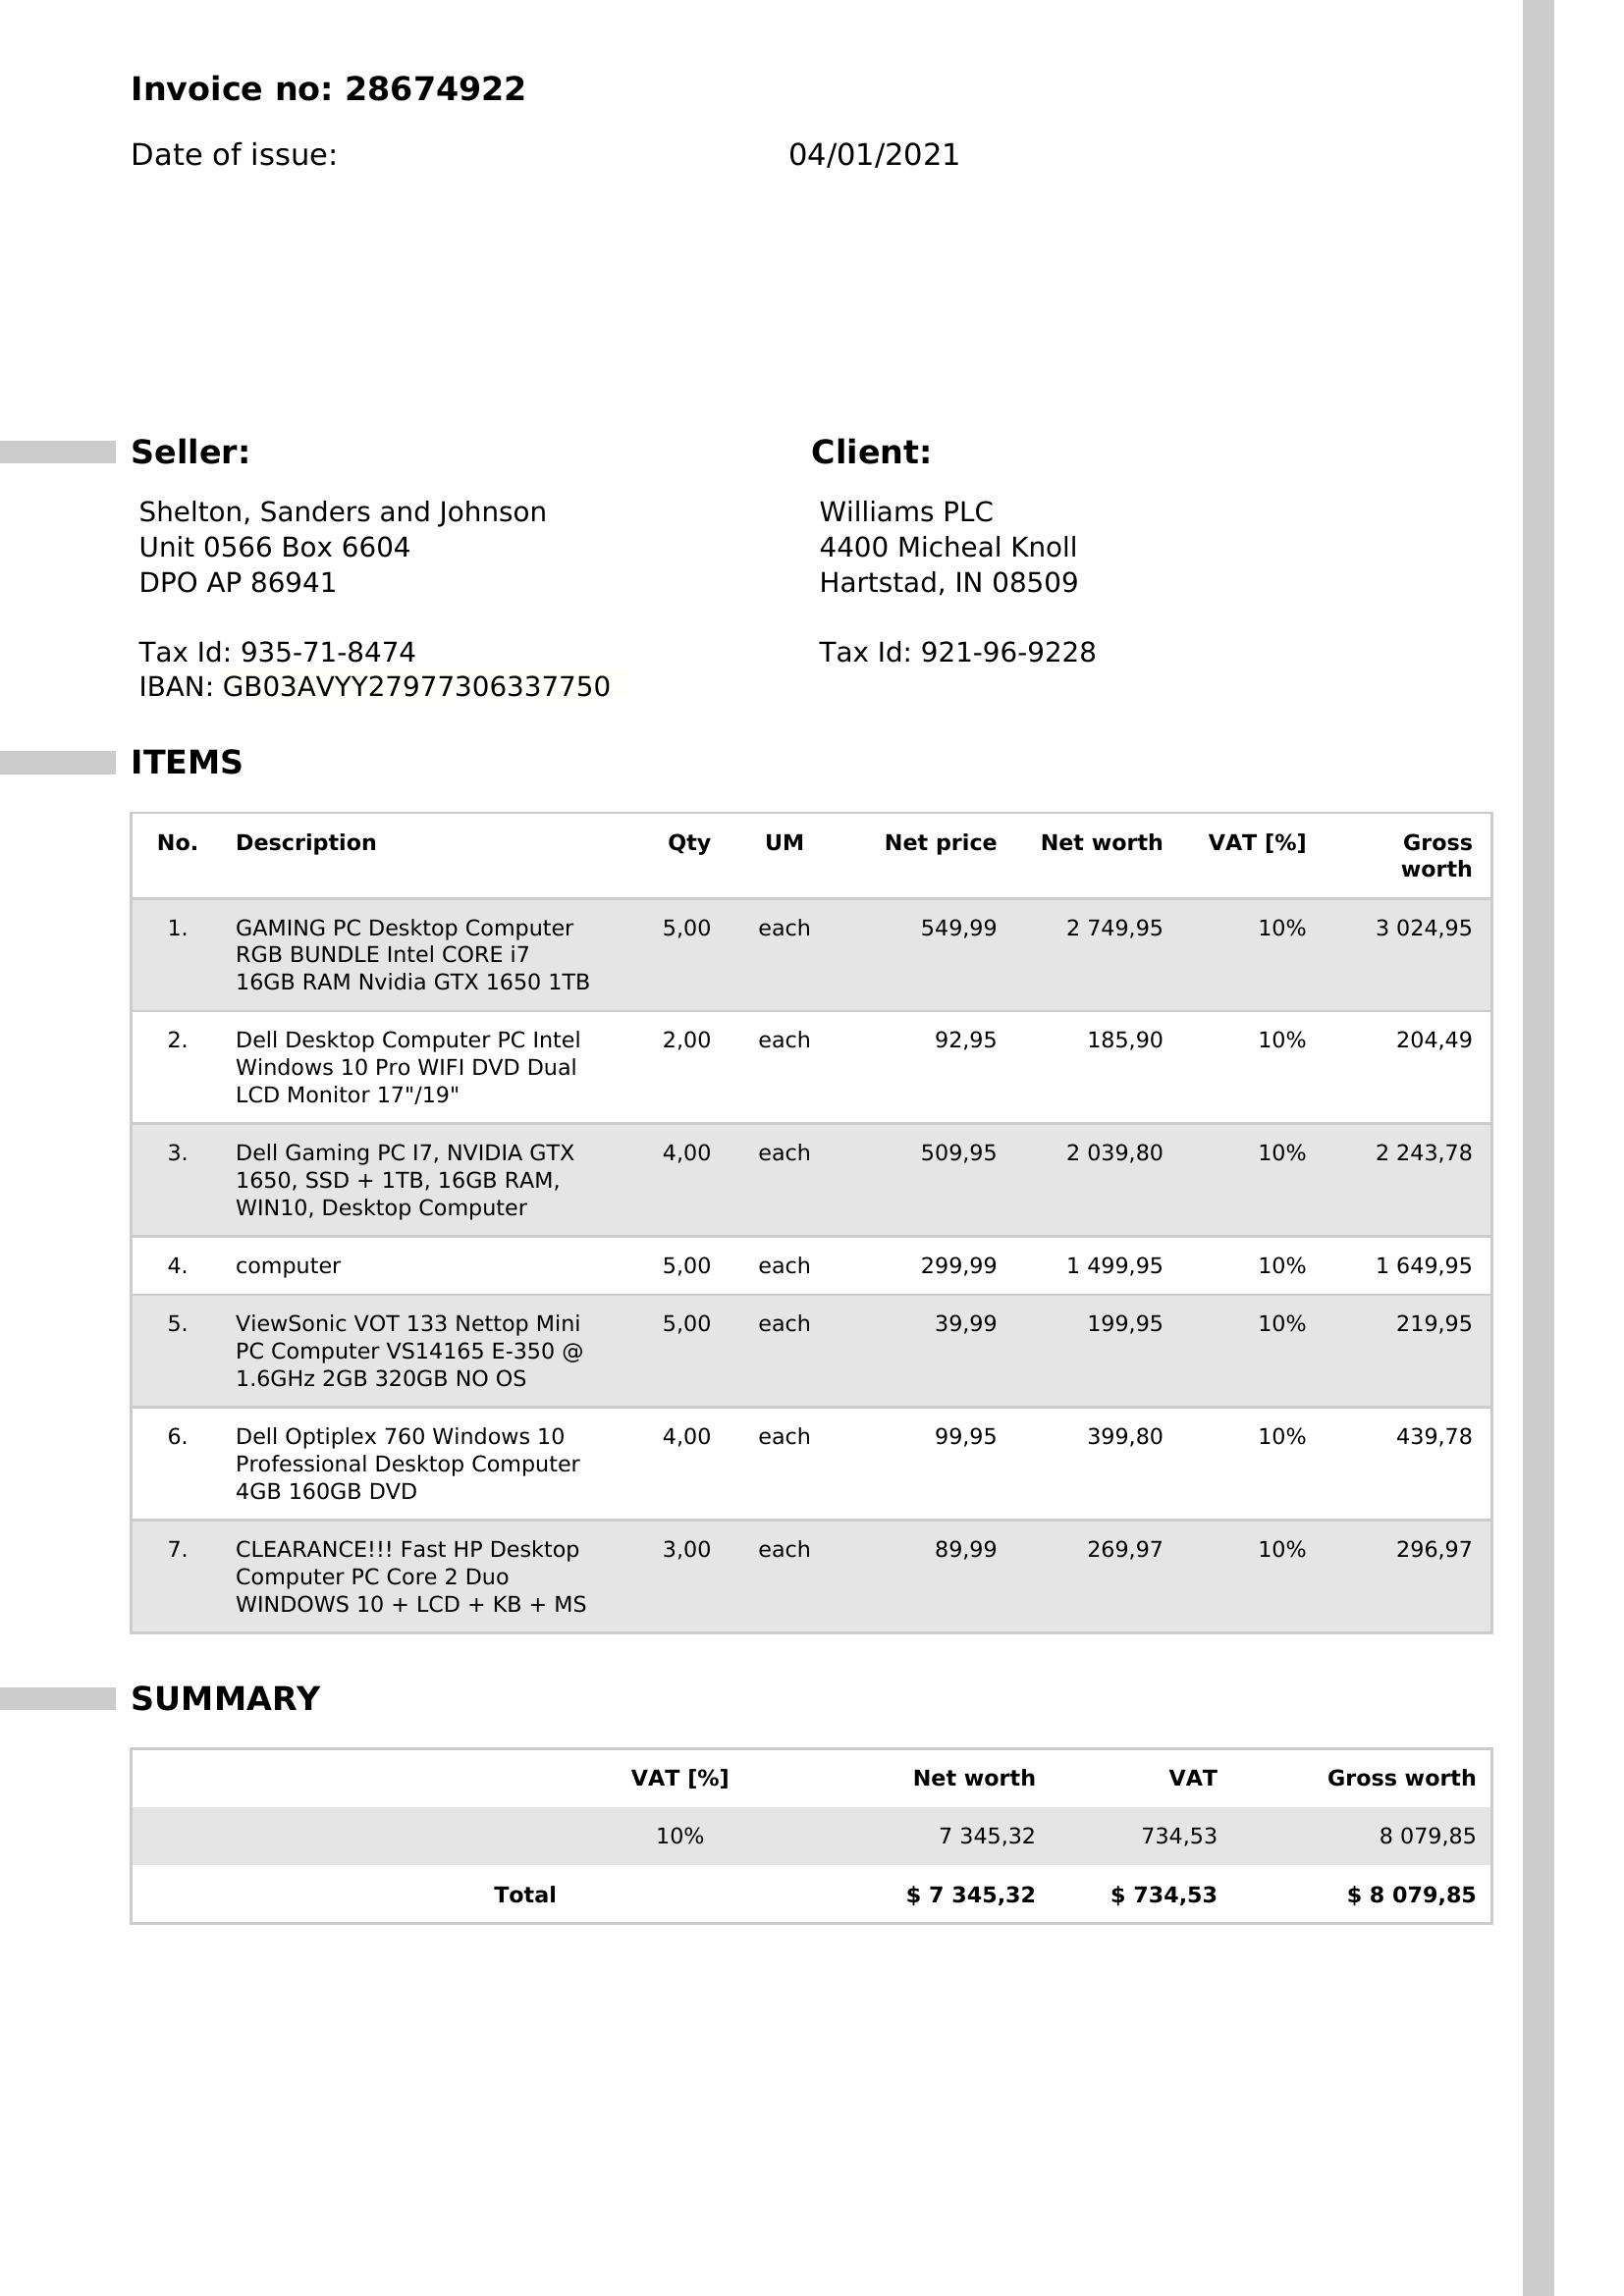 Invoice no: 28674922
Date of issue: 04/01/2021
Seller: Client:
Shelton, Sanders and Johnson Williams PLC
Unit 0566 Box 6604 4400 Micheal Knoll
DPO AP 86941 Hartstad, IN 08509
Tax Id: 935-71-8474 Tax Id: 921-96-9228
IBAN: GB03AVYY27977306337750
ITEMS
No. Description Qty UM Net price Net worth VAT [%] Gross
worth
1. GAMING PC Desktop Computer 5,00 each 549,99 2 749,95 10% 3 024,95
RGB BUNDLE Intel CORE i7
16GB RAM Nvidia GTX 1650 1TB
2. Dell Desktop Computer PC Intel 2,00 each 92,95 185,90 10% 204,49
Windows 10 Pro WIFI DVD Dual
LCD Monitor 17"/19"
3. Dell Gaming PC I7, NVIDIA GTX 4,00 each 509,95 2 039,80 10% 2 243,78
1650, SSD + 1TB, 16GB RAM,
WIN10, Desktop Computer
4. computer 5,00 each 299,99 1 499,95 10% 1 649,95
5. ViewSonic VOT 133 Nettop Mini 5,00 each 39,99 199,95 10% 219,95
PC Computer VS14165 E-350 @
1.6GHz 2GB 320GB NO OS
6. Dell Optiplex 760 Windows 10 4,00 each 99,95 399,80 10% 439,78
Professional Desktop Computer
4GB 160GB DVD
7. CLEARANCE!!! Fast HP Desktop 3,00 each 89,99 269,97 10% 296,97
Computer PC Core 2 Duo
WINDOWS 10 + LCD + KB + MS
SUMMARY
VAT [%] Net worth VAT Gross worth
10% 7 345,32 734,53 8 079,85
Total $ 7 345,32 $ 734,53 $ 8 079,85